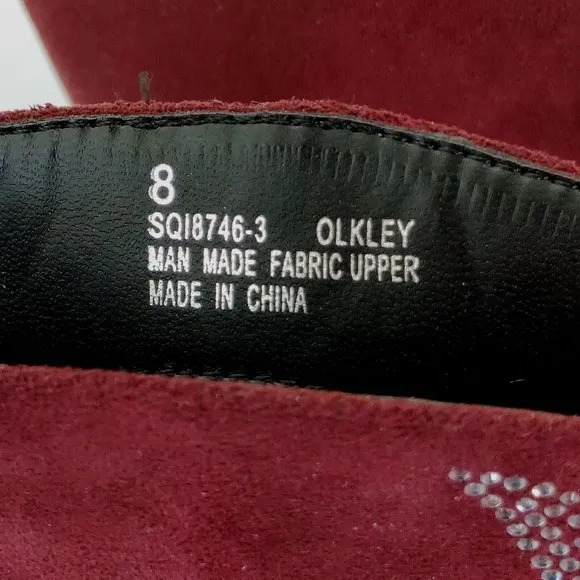 8
SQI8746-3 OLKLEY
MAN MADE FABRIC UPPER
MADE IN CHINA